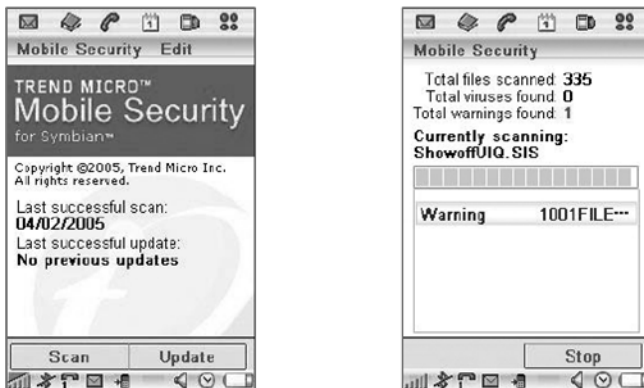 Mobile Security Edit
TREND MICRO™
Mobile Security
for Symbian™
Copyright ©2005, Trend Micro Inc.
All rights reserved.
Last successful scan:
04/02/2005
Last successful update:
No previous updates
Scan Update
Mobile Security
Total files scanned: 335
Total viruses found: 0
Total warnings found: 1
Currently scanning:
ShowoffUIQ.SIS
Warning 1001FILE...
Stop